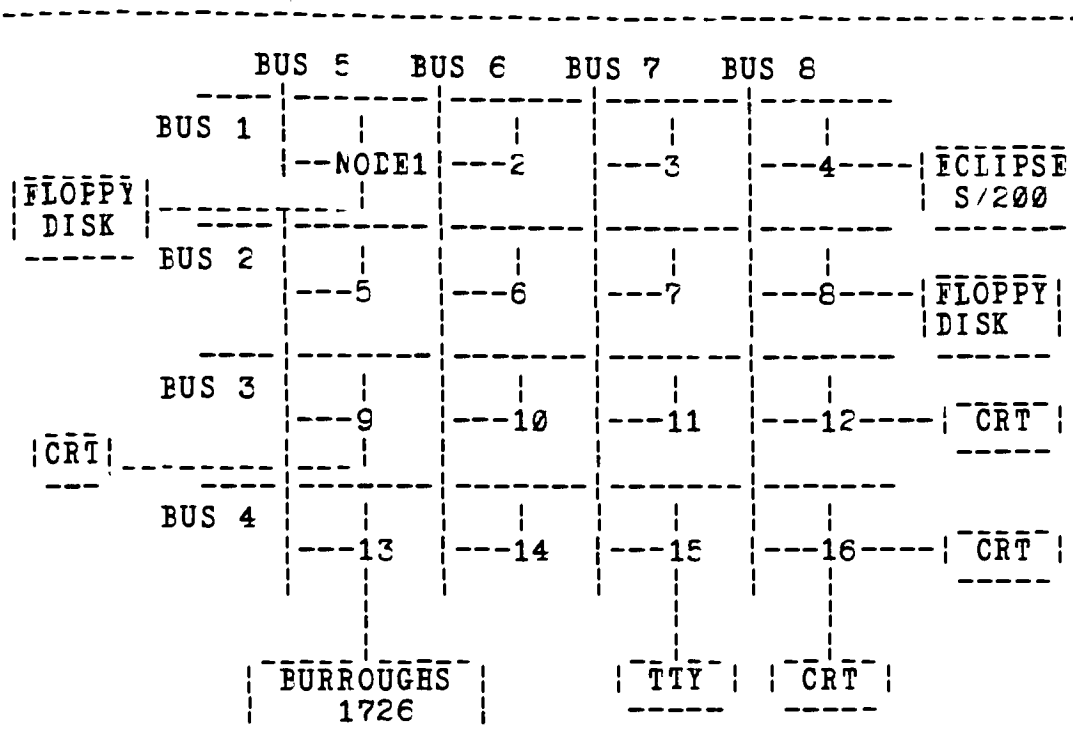 BUS 5 BUS 6 BUS 7 BUS 8
BUS 1
NODE1 2 3 4 ECLIPSE
S/200
FLOPPY
DISK
BUS 2
5 6 7 8 FLOPPY
DISK
BUS 3
9 10 11 12 CRT
CRT
BUS 4
13 14 15 16 CRT
BURROUGHS
1726
TTY
CRT